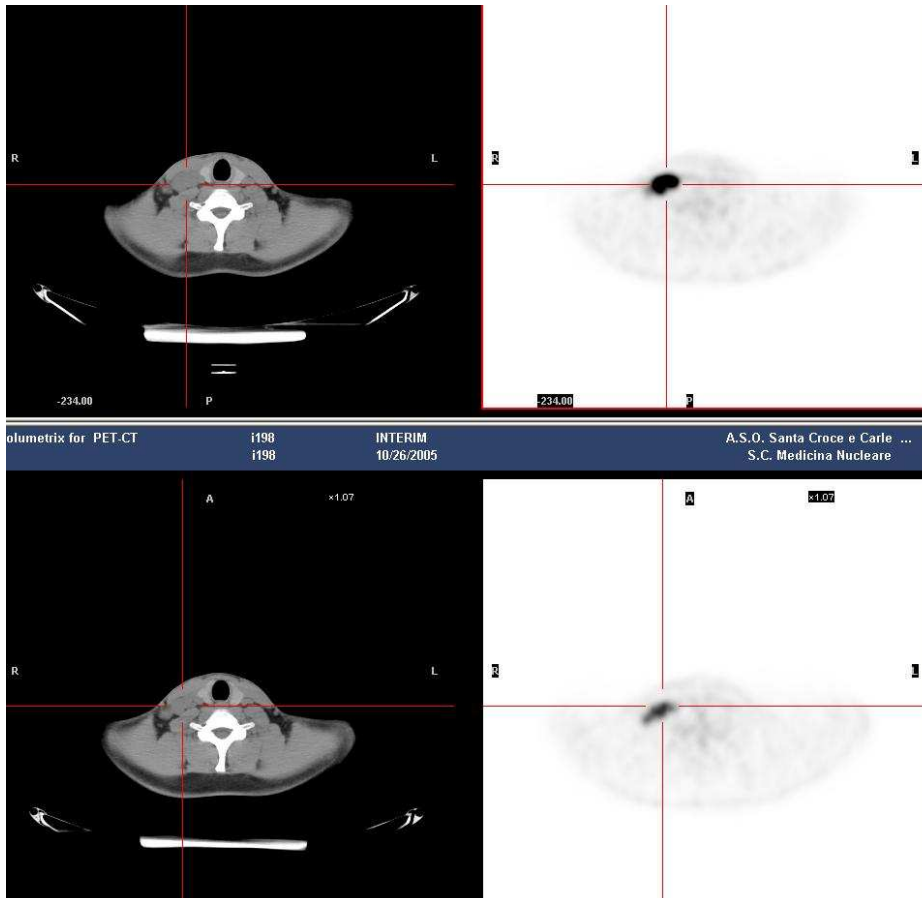 R L R L
-234.00 P -234.00 P
olumetrix for PET-CT i198 INTERIM A.S.O. Santa Croce e Carle ...
i198 10/26/2005 S.C. Medicina Nucleare
A ×1.07 A ×1.07
R L R L